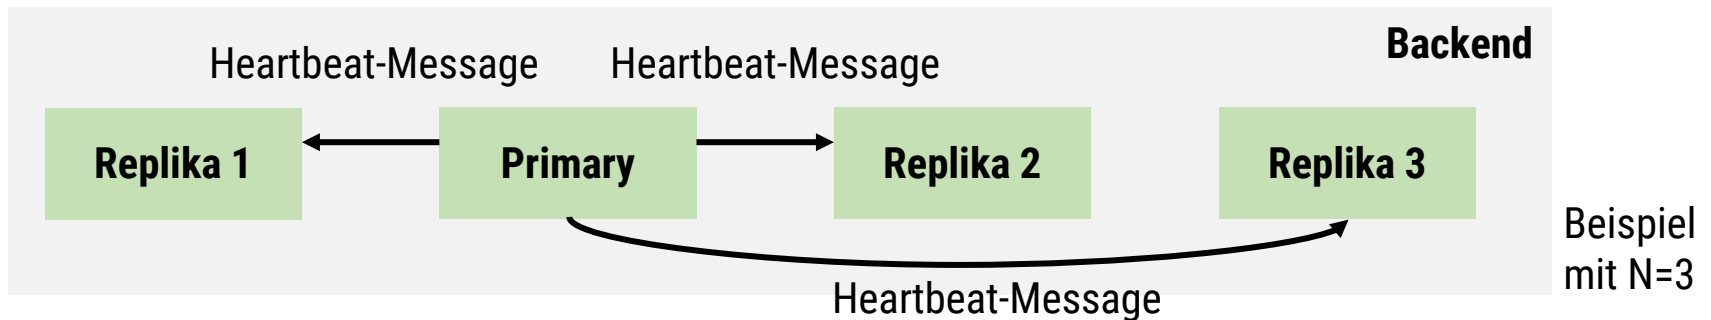 Backend
Heartbeat-Message
Heartbeat-Message
Replika 1
Primary
Replika 2
Replika 3
Beispiel
mit N=3
Heartbeat-Message